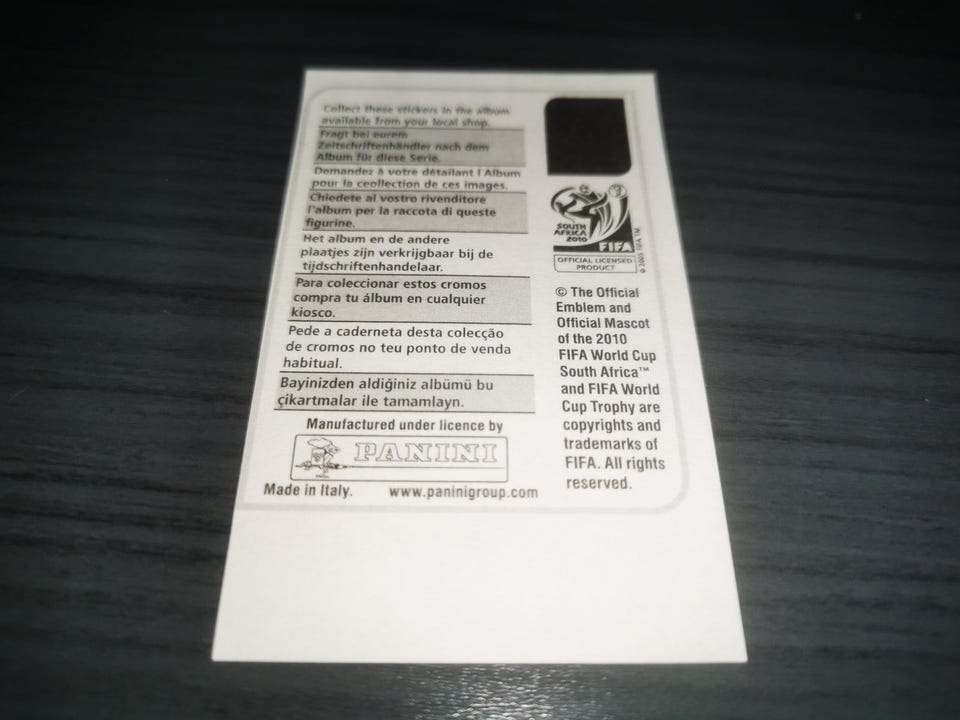 Collect these stickers in the album
available from your local shop.
Fragt bei eurem
Zeitschriftenhändler nach dem
Album für diese Serie.
Demandez à votre détailant l'Album
pour la ceollection de ces images.
Chiedete al vostro rivenditore
l'album per la raccota di queste
figurine.
Het album en de andere
plaatjes zijn verkrijgbaar bij de
tijdschriftenhandelaar.
Para coleccionar estos cromos
compra tu álbum en cualquier
kiosco.
Pede a caderneta desta colecção
de cromos no teu ponto de venda
habitual.
Bayinizden aldiğiniz albümü bu
çikartmalar ile tamamlayn.
Manufactured under licence by
PANINI
Made in Italy. www.paninigroup.com
SOUTH
AFRICA
2010
FIFA
OFFICIAL LICENSED
PRODUCT
© 2005 FIFA TM
© The Official
Emblem and
Official Mascot
of the 2010
FIFA World Cup
South Africa™
and FIFA World
Cup Trophy are
copyrights and
trademarks of
FIFA. All rights
reserved.